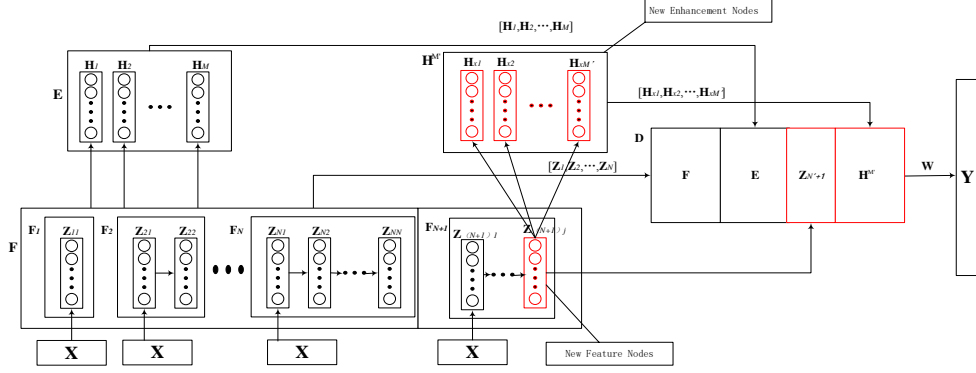 New Enhancement Nodes
[H1,H2,···,HM]
E
H1 H2 HM
HM'
Hx1 Hx2 HxM'
[Hx1,Hx2,···,HxM']
[Z1,Z2,···,ZN]
D
F E ZN'+1 HM'
W
Y
F
F1 Z11
F2 Z21 Z22
FN ZN1 ZN2 ZNN
FN+1 Z(N+1)1 Z(N+1)j
X X X X
New Feature Nodes